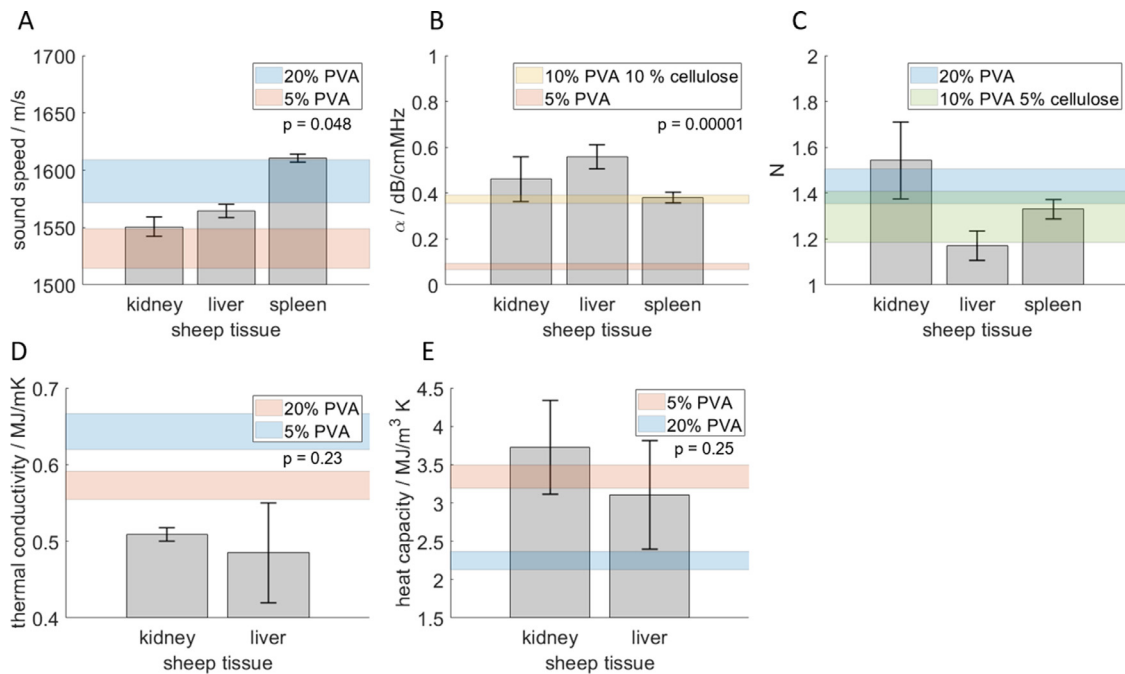 A
sound speed / m/s
1700
1650
1600
1550
1500
20% PVA
5% PVA
p = 0.048
kidney liver spleen
sheep tissue
B
α / dB/cmMHz
1
0.8
0.6
0.4
0.2
0
10% PVA 10 % cellulose
5% PVA
p = 0.00001
kidney liver spleen
sheep tissue
C
N
2
1.8
1.6
1.4
1.2
1
20% PVA
10% PVA 5% cellulose
kidney liver spleen
sheep tissue
D
thermal conductivity / MJ/mK
0.7
0.6
0.5
0.4
20% PVA
5% PVA
p = 0.23
kidney liver
sheep tissue
E
heat capacity / MJ/m³ K
4.5
4
3.5
3
2.5
2
1.5
5% PVA
20% PVA
p = 0.25
kidney liver
sheep tissue